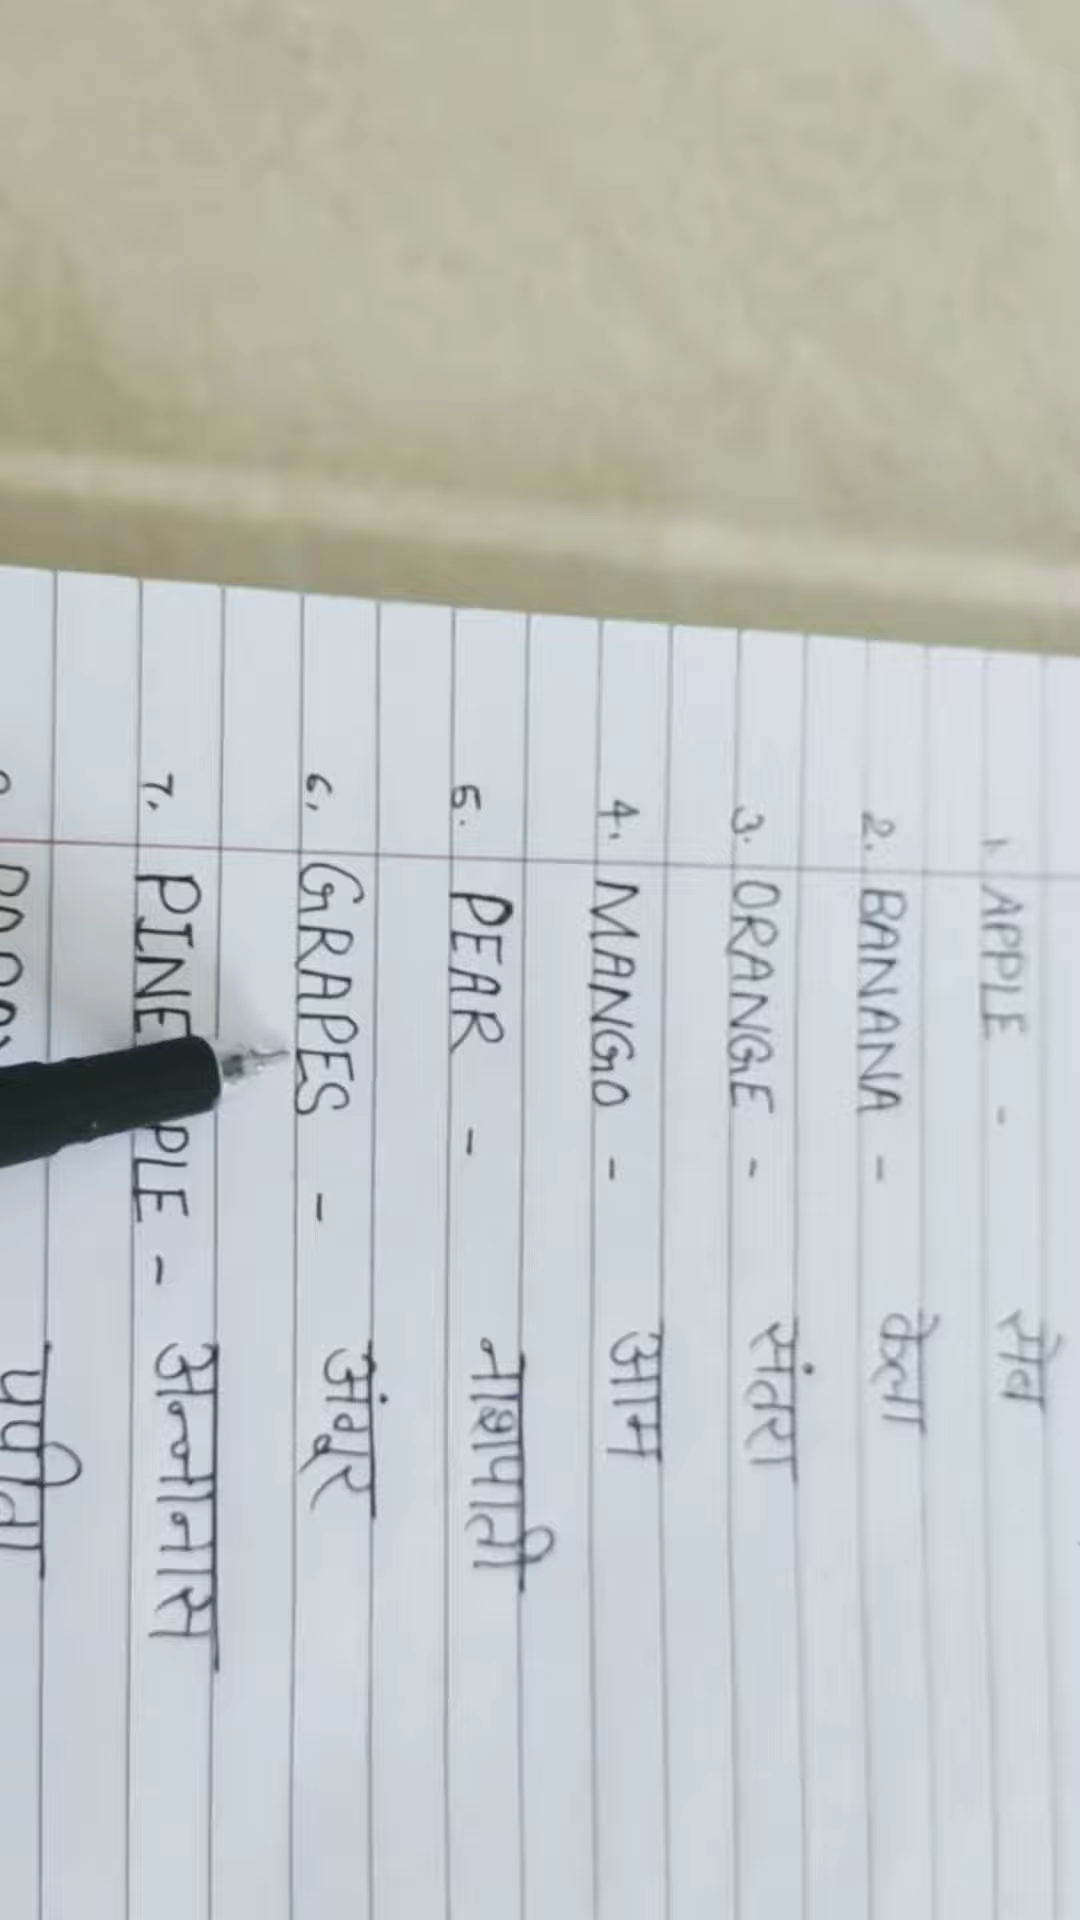 1. APPLE - सेव
2. BANANA - केला
3. ORANGE - संतरा
4. MANGO - आम
5. PEAR - नाशपाती
6. GRAPES - अंगूर
7. PINE PLE - अन्नानास
पपीता